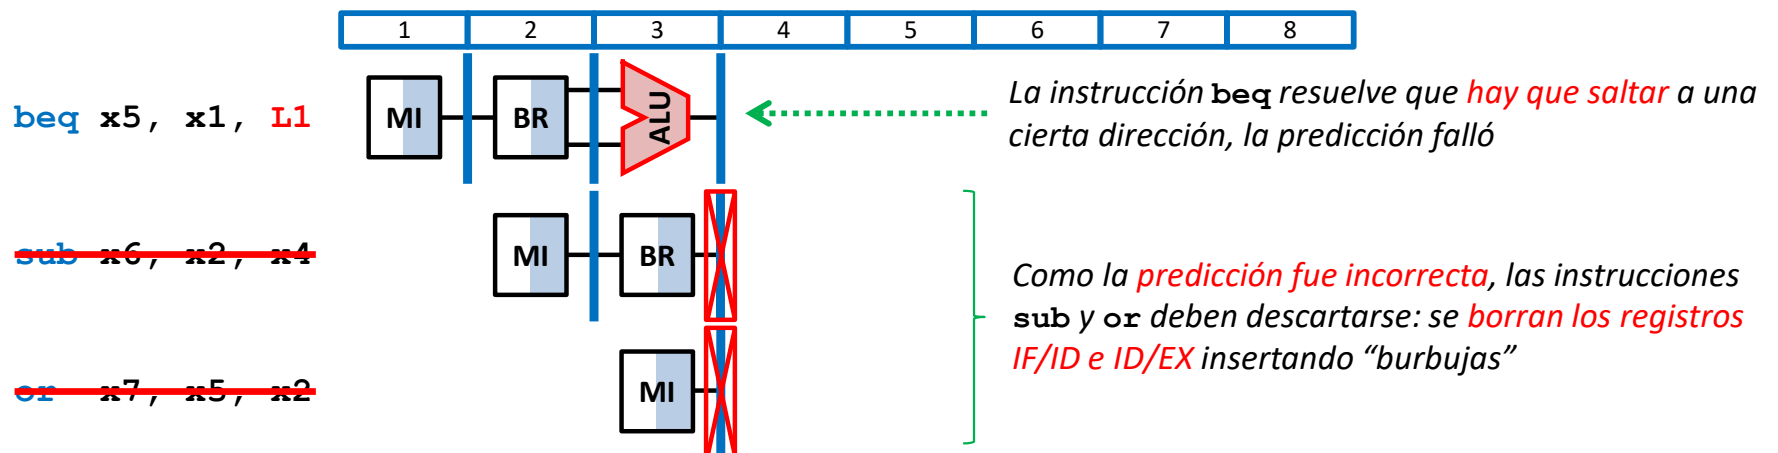 1 2 3 4 5 6 7 8
beq x5, x1, L1
MI BR ALU
La instrucción beq resuelve que hay que saltar a una
cierta dirección, la predicción falló
sub x6, x2, x4
MI BR
or x7, x5, x2
MI
Como la predicción fue incorrecta, las instrucciones
sub y or deben descartarse: se borran los registros
IF/ID e ID/EX insertando “burbujas”